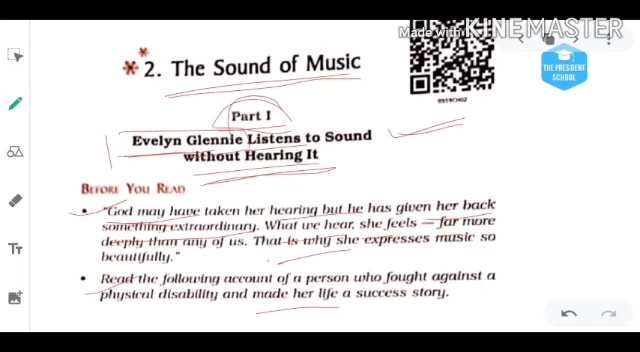 Made with KINEMASTER
2. The Sound of Music
0919CH02
THE PRESIDENT
SCHOOL
Part I
Evelyn Glennie Listens to Sound
without Hearing It
BEFORE YOU READ
• "God may have taken her hearing but he has given her back
something extraordinary. What we hear, she feels — far more
deeply than any of us. That is why she expresses music so
beautifully."
• Read the following account of a person who fought against a
physical disability and made her life a success story.
Tт